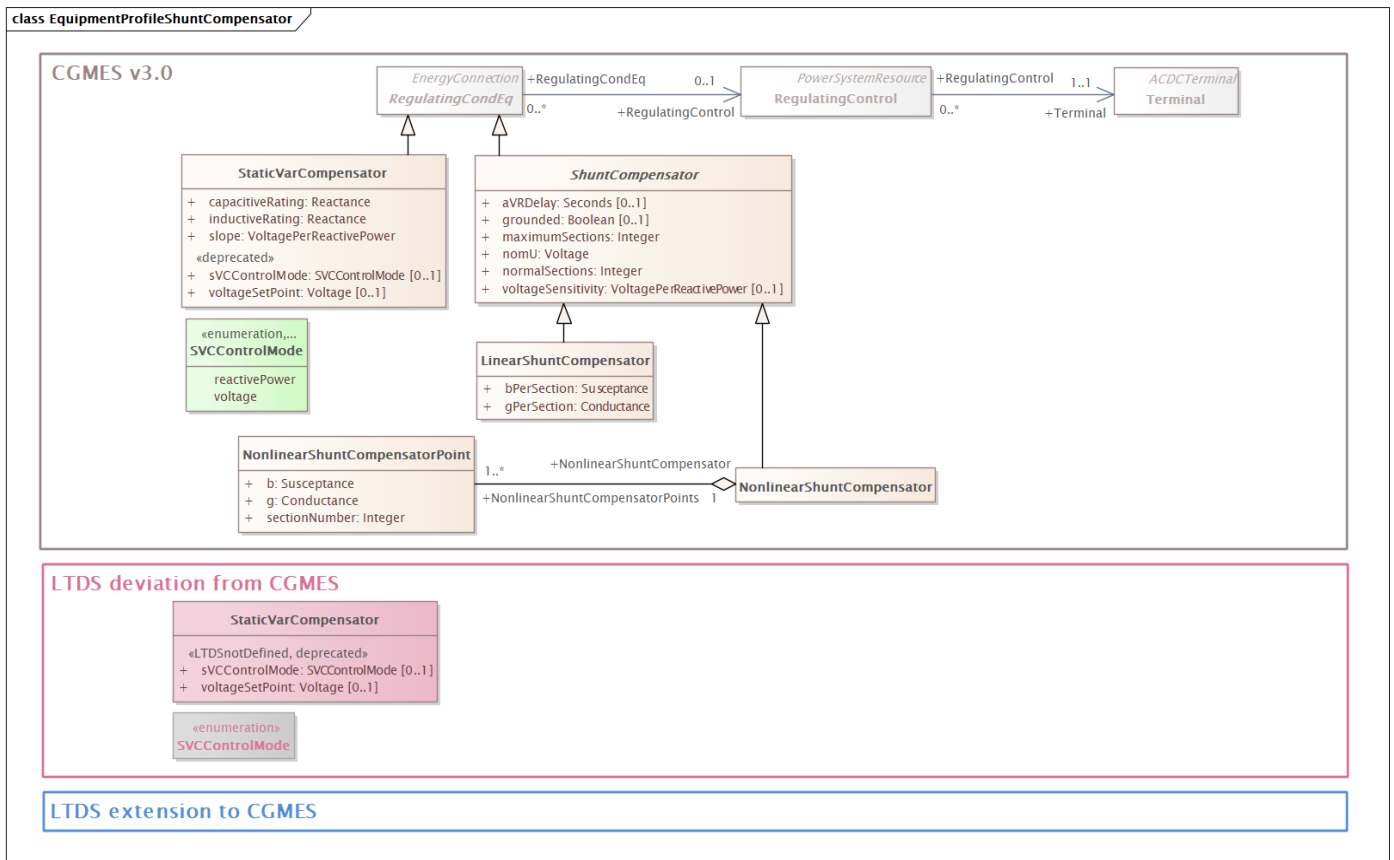 class EquipmentProfileShuntCompensator
CGMES v3.0
EnergyConnection
RegulatingCondEq
+RegulatingCondEq
0..1
0..*
+RegulatingControl
PowerSystemResource
RegulatingControl
+RegulatingControl
1..1
0..*
+Terminal
ACDCTerminal
Terminal
StaticVarCompensator
+ capacitiveRating: Reactance
+ inductiveRating: Reactance
+ slope: VoltagePerReactivePower
«deprecated»
+ sVCControlMode: SVCControlMode [0..1]
+ voltageSetPoint: Voltage [0..1]
ShuntCompensator
+ aVRDelay: Seconds [0..1]
+ grounded: Boolean [0..1]
+ maximumSections: Integer
+ nomU: Voltage
+ normalSections: Integer
+ voltageSensitivity: VoltagePerReactivePower [0..1]
«enumeration,...
SVCControlMode
reactivePower
voltage
LinearShuntCompensator
+ bPerSection: Susceptance
+ gPerSection: Conductance
NonlinearShuntCompensatorPoint
+ b: Susceptance
+ g: Conductance
+ sectionNumber: Integer
1..*
+NonlinearShuntCompensator
+NonlinearShuntCompensatorPoints
1
NonlinearShuntCompensator
LTDS deviation from CGMES
StaticVarCompensator
«LTDSnotDefined, deprecated»
+ sVCControlMode: SVCControlMode [0..1]
+ voltageSetPoint: Voltage [0..1]
«enumeration»
SVCControlMode
LTDS extension to CGMES